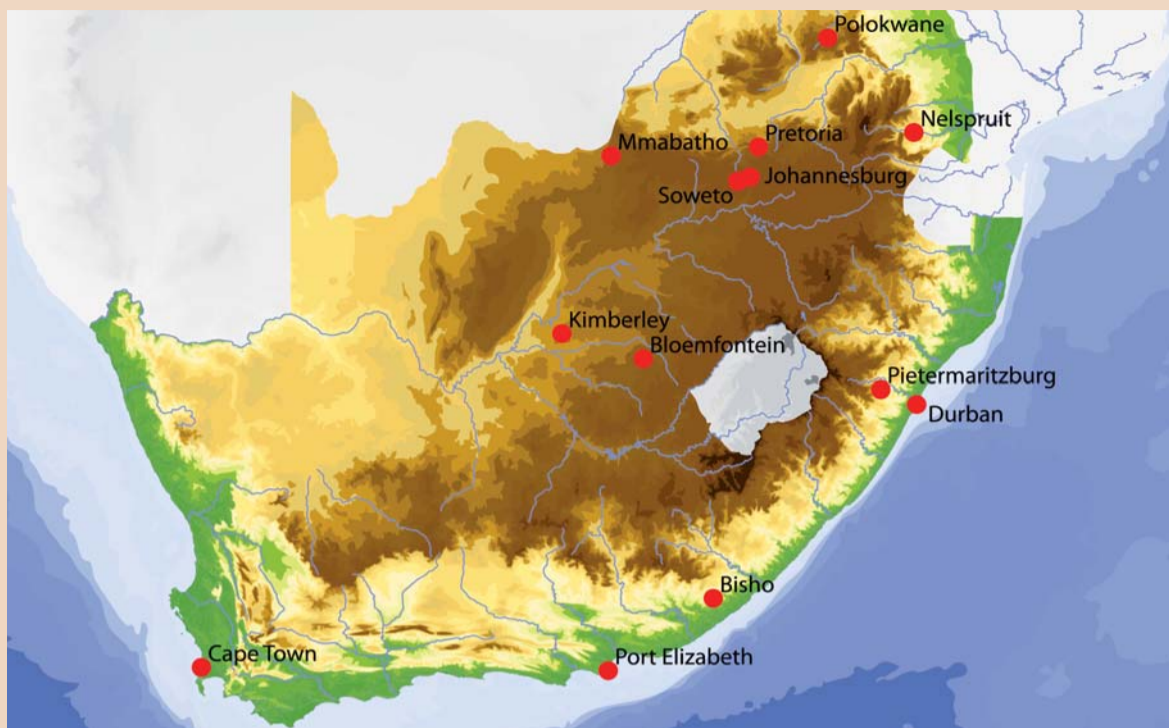 Polokwane
Nelspruit
Mmabatho
Pretoria
Johannesburg
Soweto
Kimberley
Bloemfontein
Pietermaritzburg
Durban
Bisho
Cape Town
Port Elizabeth